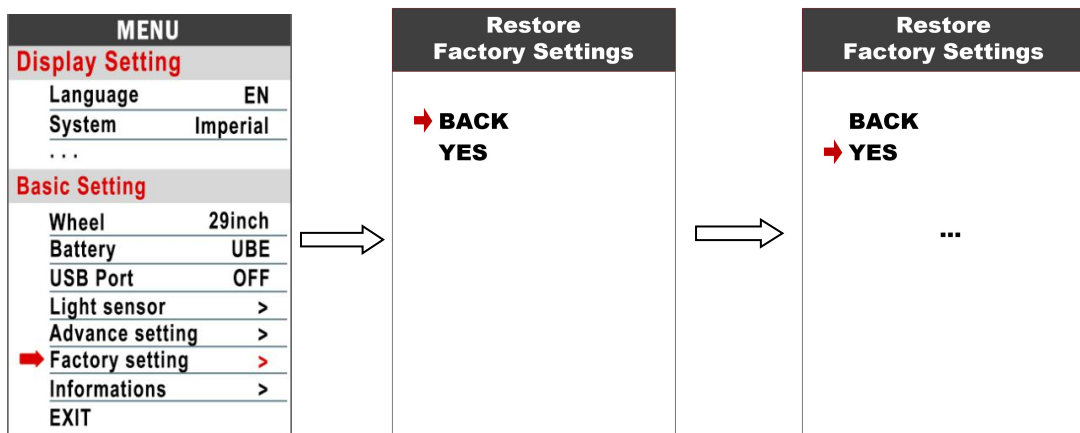 MENU
Display Setting
Language EN
System Imperial
...
Basic Setting
Wheel 29inch
Battery UBE
USB Port OFF
Light sensor >
Advance setting >
Factory setting >
Informations >
EXIT
Restore
Factory Settings
BACK
YES
Restore
Factory Settings
BACK
YES
...